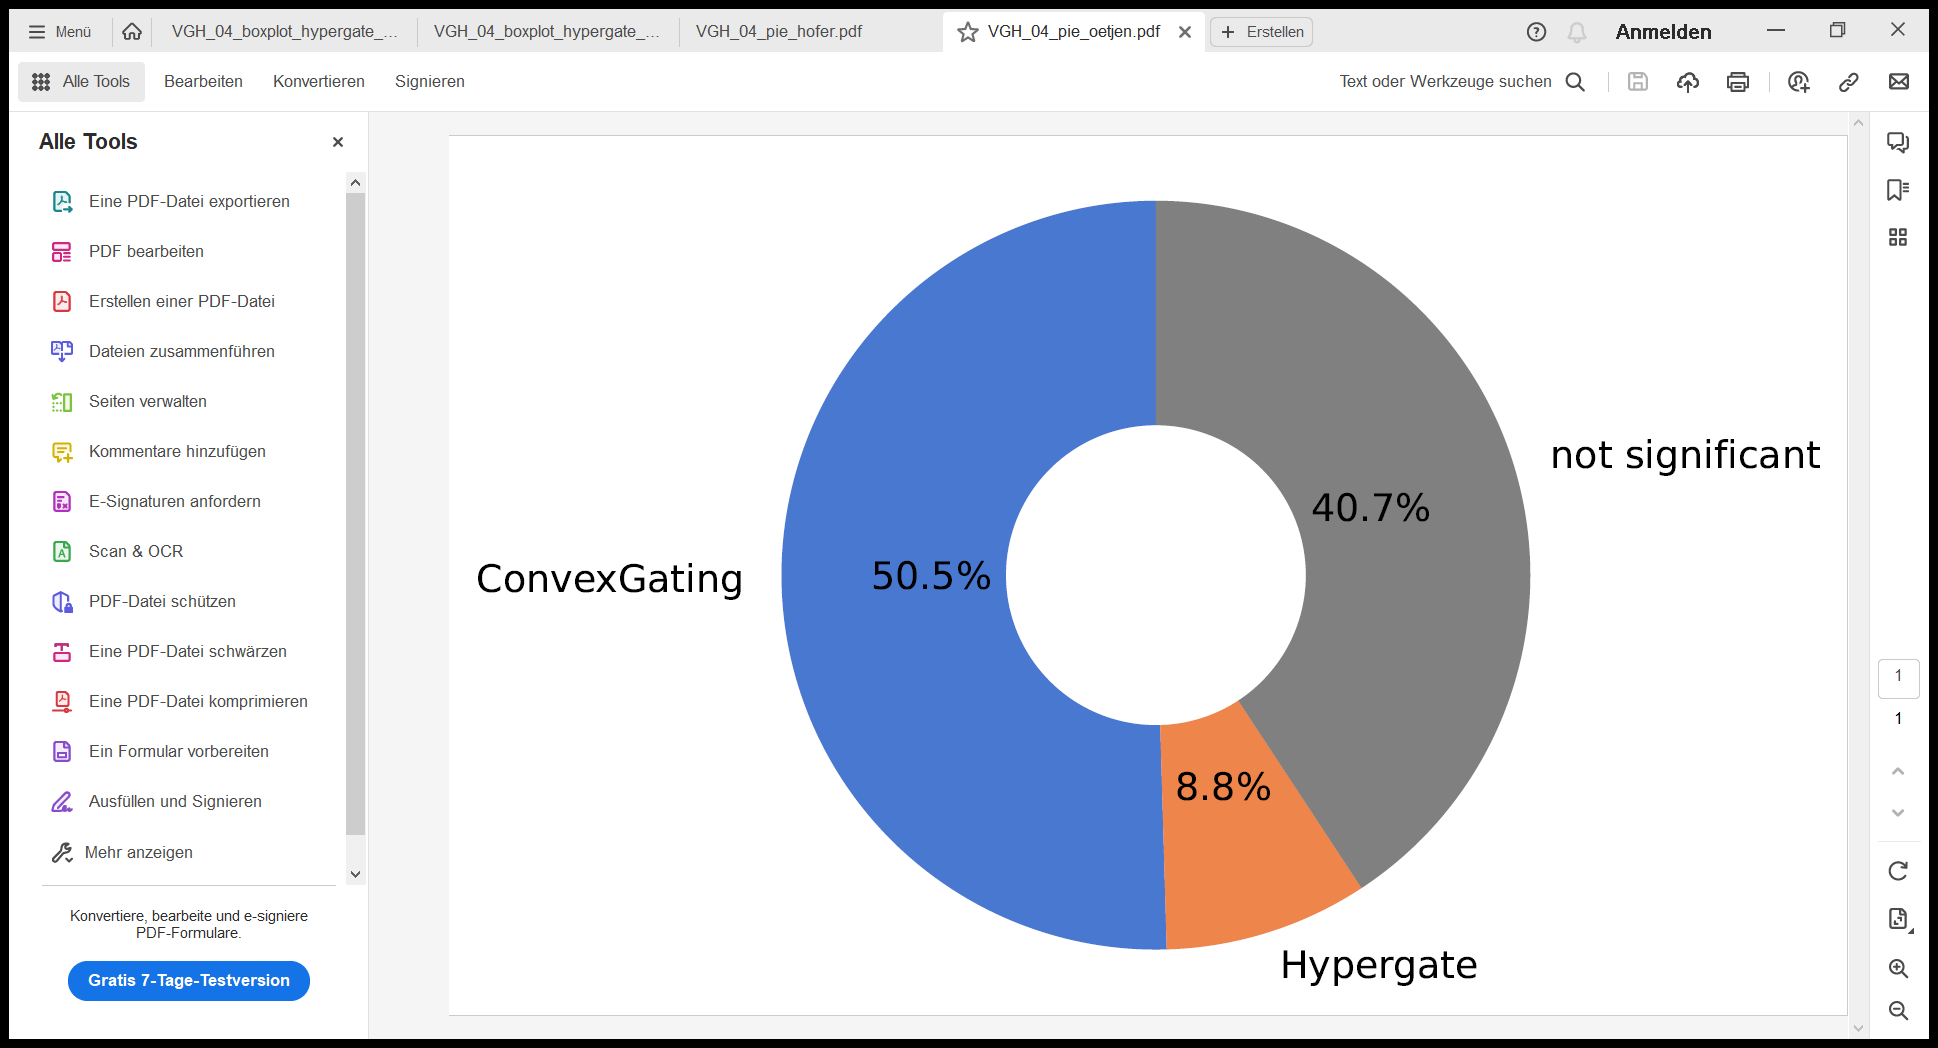 Menü
VGH_04_boxplot_hypergate_...
VGH_04_boxplot_hypergate_...
VGH_04_pie_hofer.pdf
VGH_04_pie_oetjen.pdf
Erstellen
Anmelden
Alle Tools
Bearbeiten
Konvertieren
Signieren
Text oder Werkzeuge suchen
Alle Tools
Eine PDF-Datei exportieren
PDF bearbeiten
Erstellen einer PDF-Datei
Dateien zusammenführen
Seiten verwalten
Kommentare hinzufügen
E-Signaturen anfordern
Scan & OCR
PDF-Datei schützen
Eine PDF-Datei schwärzen
Eine PDF-Datei komprimieren
Ein Formular vorbereiten
Ausfüllen und Signieren
Mehr anzeigen
Konvertiere, bearbeite und e-signiere
PDF-Formulare.
Gratis 7-Tage-Testversion
not significant
40.7%
ConvexGating
50.5%
8.8%
Hypergate
1
1